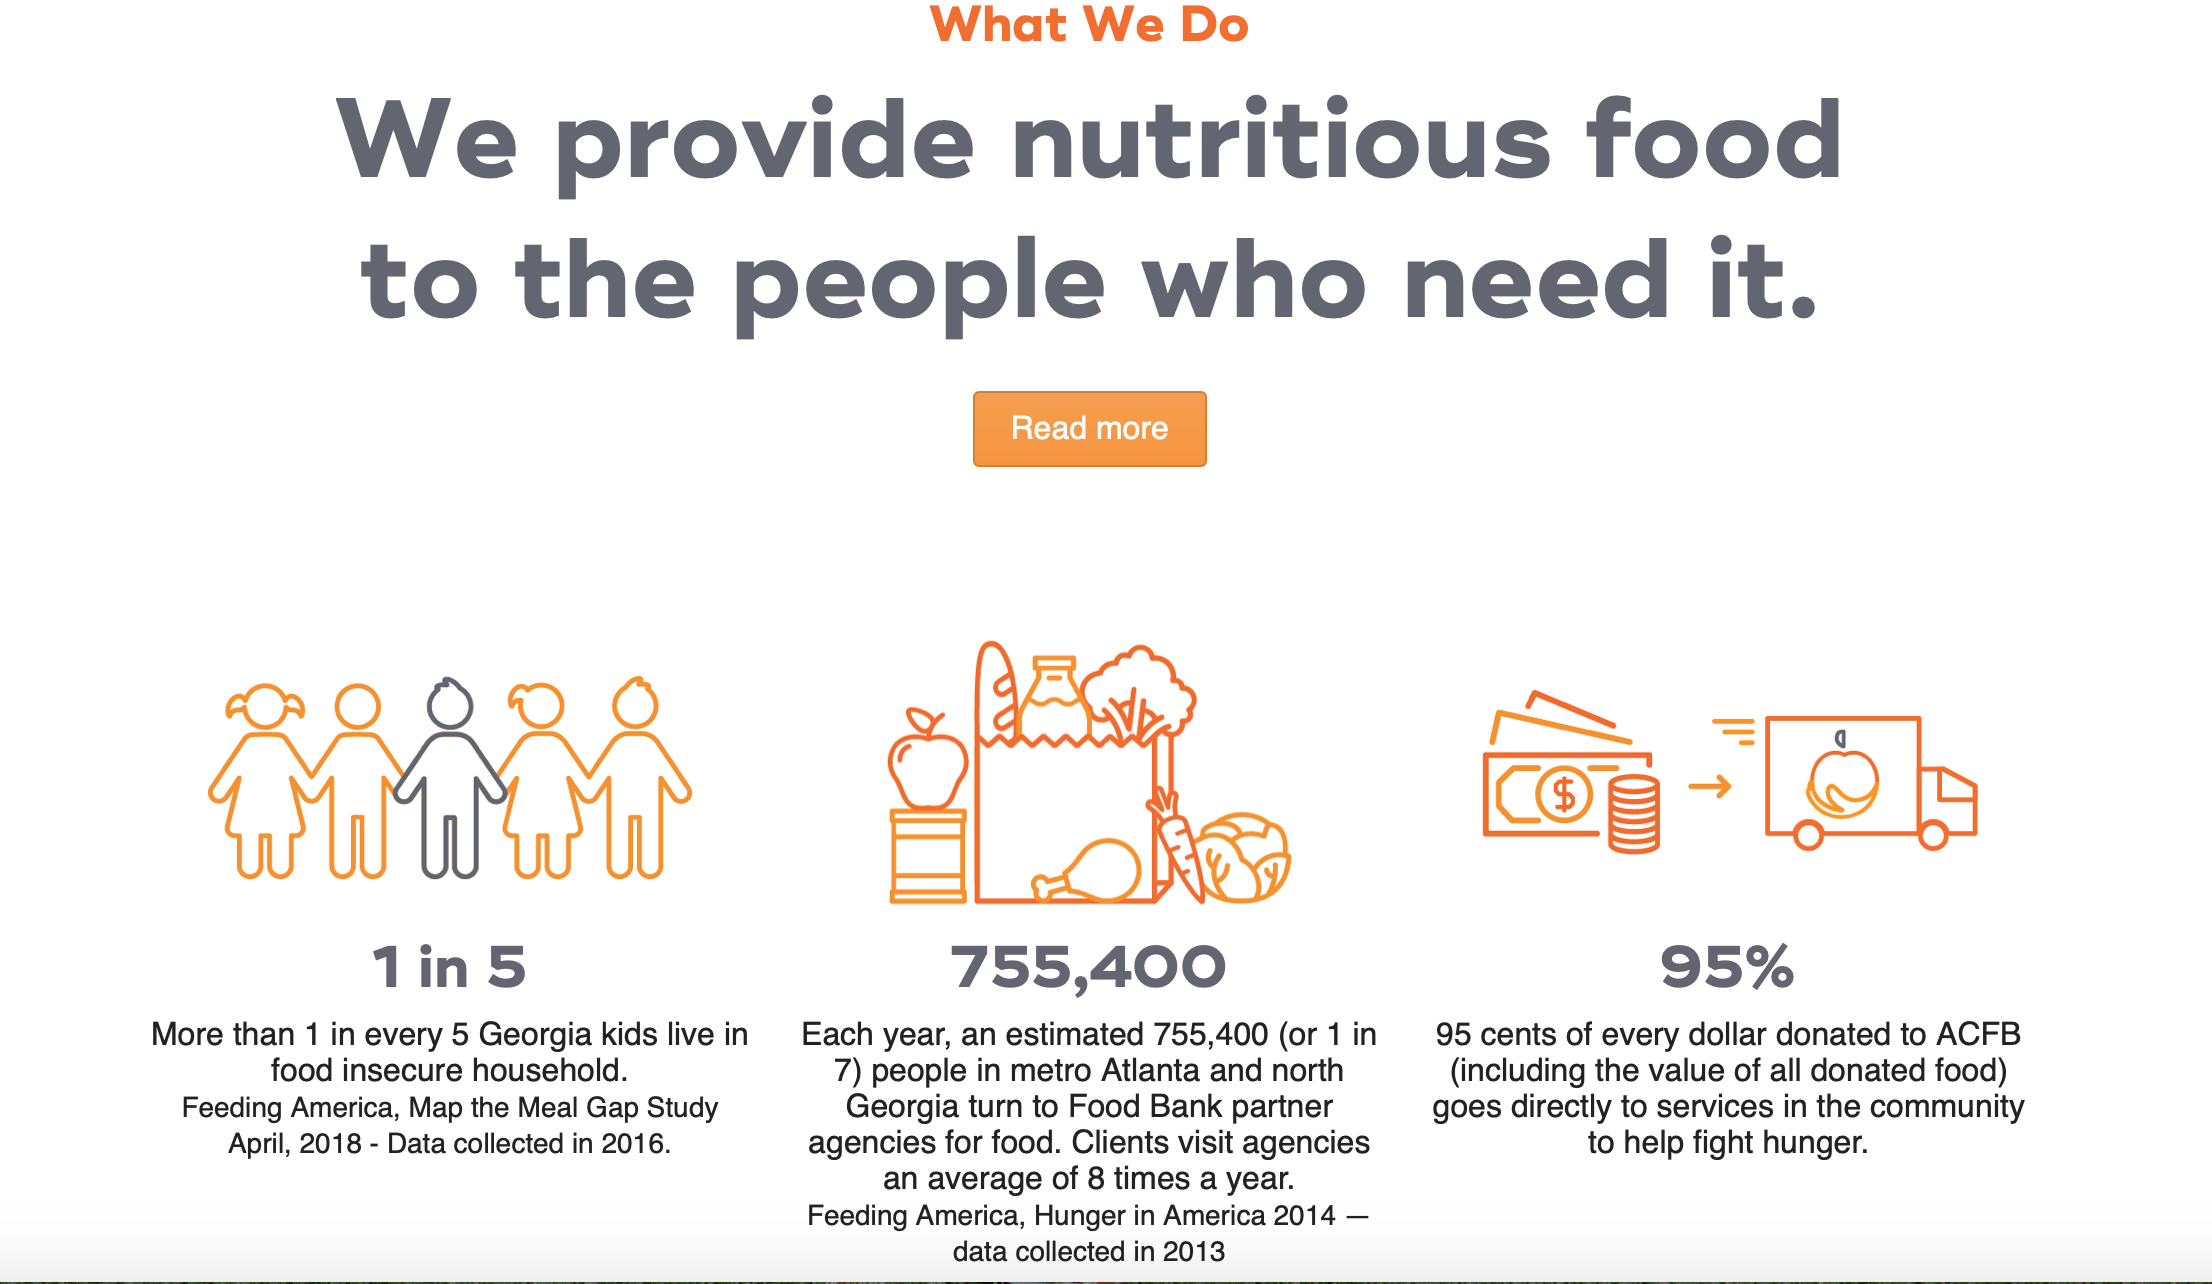 What We Do
We provide nutritious food
to the people who need it.
Read more
$
1 in 5
More than 1 in every 5 Georgia kids live in
food insecure household.
Feeding America, Map the Meal Gap Study
April, 2018 - Data collected in 2016.
755,400
Each year, an estimated 755,400 (or 1 in
7) people in metro Atlanta and north
Georgia turn to Food Bank partner
agencies for food. Clients visit agencies
an average of 8 times a year.
Feeding America, Hunger in America 2014 —
data collected in 2013
95%
95 cents of every dollar donated to ACFB
(including the value of all donated food)
goes directly to services in the community
to help fight hunger.